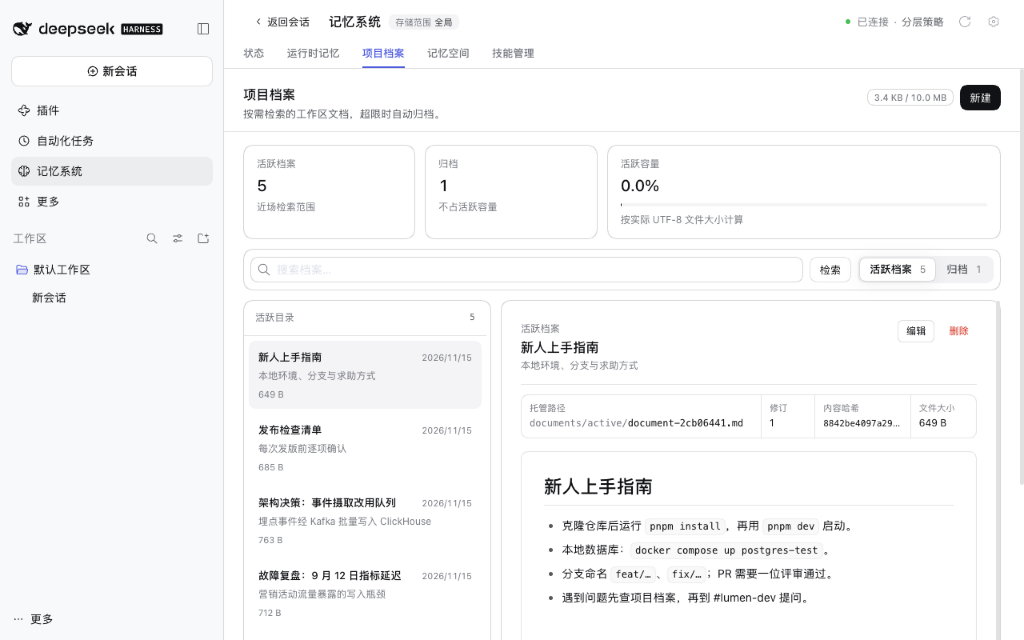 deepseek HARNESS
新会话
插件
自动化任务
记忆系统
更多
工作区
默认工作区
新会话
更多
返回会话 记忆系统 存储范围 全局
已连接 · 分层策略
状态 运行时记忆 项目档案 记忆空间 技能管理
项目档案
按需检索的工作区文档，超限时自动归档。
3.4 KB / 10.0 MB 新建
活跃档案
5
近场检索范围
归档
1
不占活跃容量
活跃容量
0.0%
按实际 UTF-8 文件大小计算
搜索档案...
检索
活跃档案 5 归档 1
活跃目录 5
新人上手指南 2026/11/15
本地环境、分支与求助方式
649 B
发布检查清单 2026/11/15
每次发版前逐项确认
685 B
架构决策：事件摄取改用队列 2026/11/15
埋点事件经 Kafka 批量写入 ClickHouse
763 B
故障复盘：9 月 12 日指标延迟 2026/11/15
营销活动流量暴露的写入瓶颈
712 B
活跃档案
新人上手指南
本地环境、分支与求助方式
编辑 删除
托管路径
documents/active/document-2cb06441.md
修订
1
内容哈希
8842be4097a29…
文件大小
649 B
新人上手指南
克隆仓库后运行 pnpm install ，再用 pnpm dev 启动。
本地数据库： docker compose up postgres-test 。
分支命名 feat/… 、 fix/… ；PR 需要一位评审通过。
遇到问题先查项目档案，再到 #lumen-dev 提问。